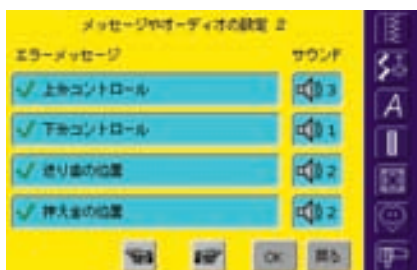 メッセージやオーディオの設定 2
エラーメッセージ サウンド
上糸コントロール 3
下糸コントロール 1
送り歯の位置 2
押え金の位置 2
OK 戻る
A